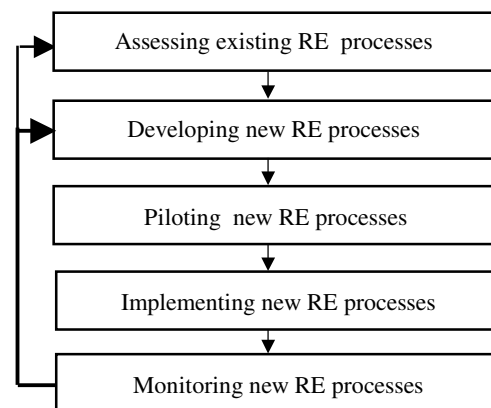 Assessing existing RE processes
Developing new RE processes
Piloting new RE processes
Implementing new RE processes
Monitoring new RE processes